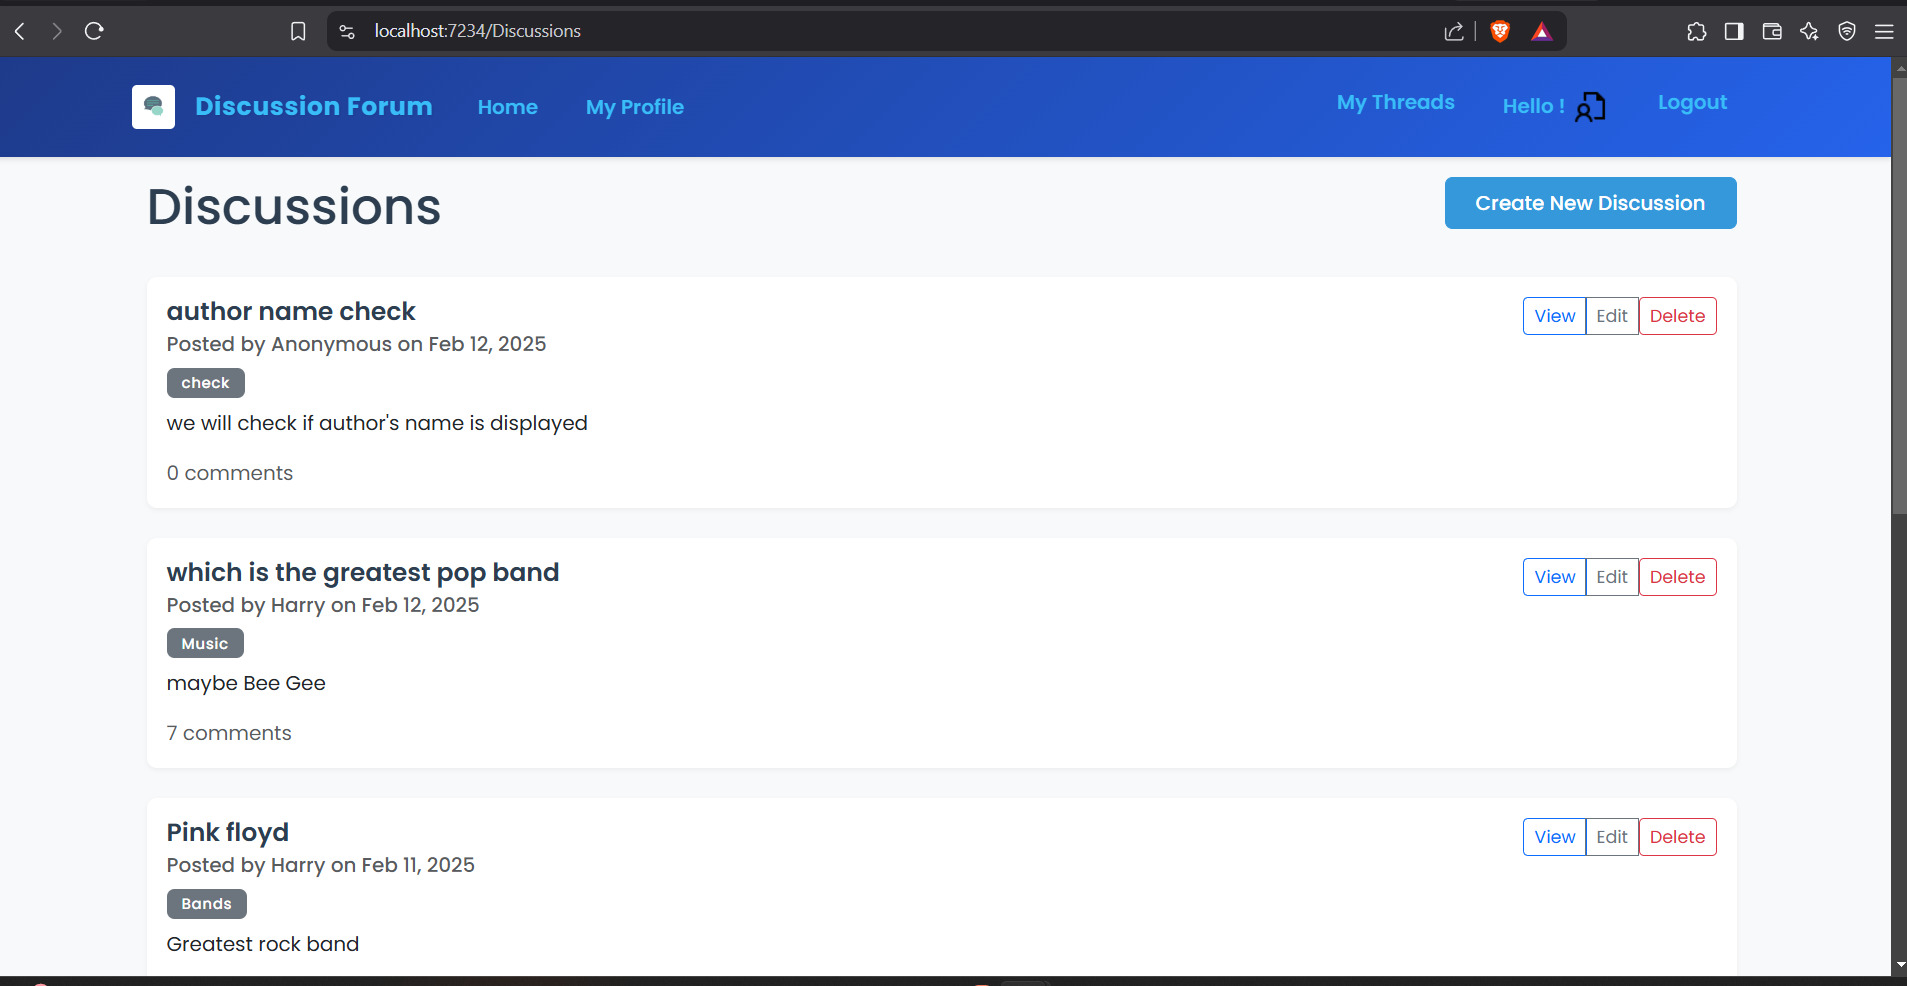 localhost:7234/Discussions
Discussion Forum Home My Profile My Threads Hello ! Logout
Discussions
Create New Discussion
author name check
View Edit Delete
Posted by Anonymous on Feb 12, 2025
check
we will check if author's name is displayed
0 comments
which is the greatest pop band
View Edit Delete
Posted by Harry on Feb 12, 2025
Music
maybe Bee Gee
7 comments
Pink floyd
View Edit Delete
Posted by Harry on Feb 11, 2025
Bands
Greatest rock band